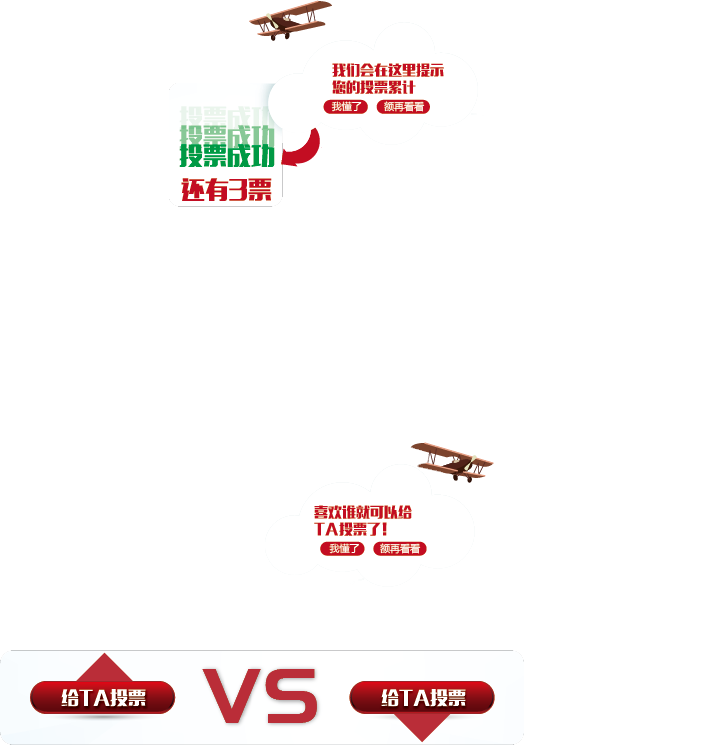 我们会在这里提示
您的投票累计
我懂了 额再看看
投票成功
投票成功
投票成功
还有3票
喜欢谁就可以给
TA投票了!
我懂了 额再看看
给TA投票 VS 给TA投票